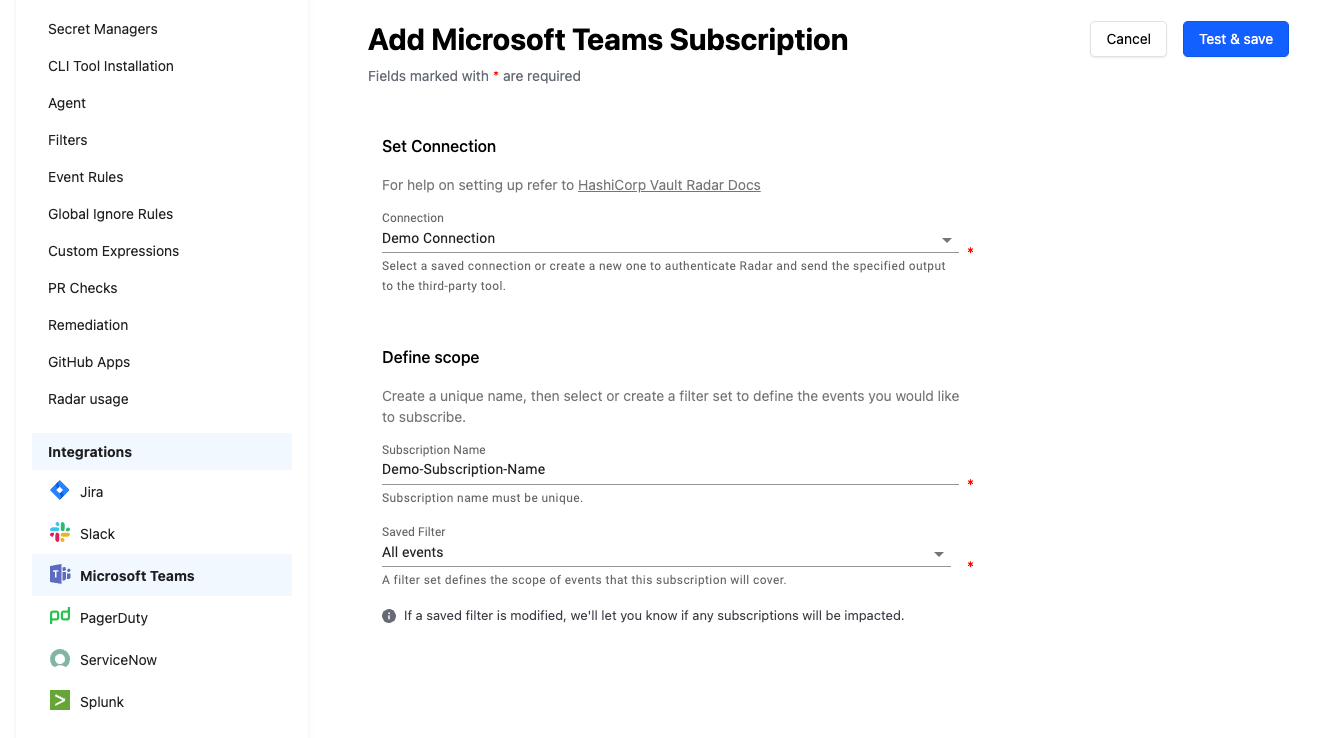 Secret Managers
CLI Tool Installation
Agent
Filters
Event Rules
Global Ignore Rules
Custom Expressions
PR Checks
Remediation
GitHub Apps
Radar usage
Integrations
Jira
Slack
Microsoft Teams
PagerDuty
ServiceNow
Splunk
Add Microsoft Teams Subscription
Cancel
Test & save
Fields marked with * are required
Set Connection
For help on setting up refer to HashiCorp Vault Radar Docs
Connection
Demo Connection
*
Select a saved connection or create a new one to authenticate Radar and send the specified output
to the third-party tool.
Define scope
Create a unique name, then select or create a filter set to define the events you would like
to subscribe.
Subscription Name
Demo-Subscription-Name
*
Subscription name must be unique.
Saved Filter
All events
*
A filter set defines the scope of events that this subscription will cover.
If a saved filter is modified, we'll let you know if any subscriptions will be impacted.